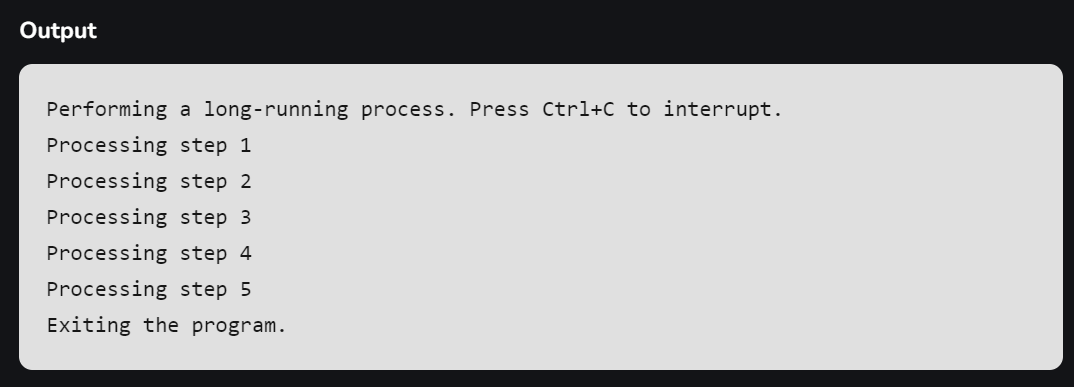 Output
Performing a long-running process. Press Ctrl+C to interrupt.
Processing step 1
Processing step 2
Processing step 3
Processing step 4
Processing step 5
Exiting the program.